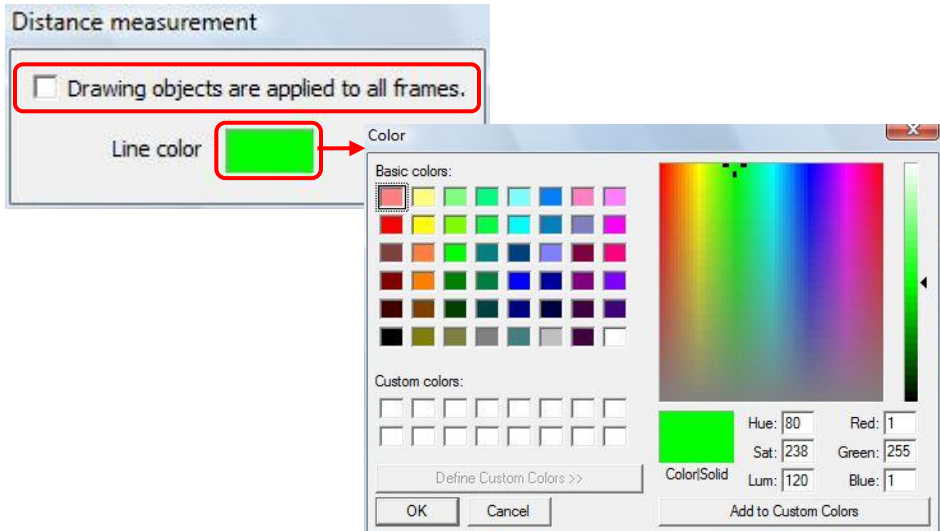 Distance measurement
Drawing objects are applied to all frames.
Line color
Color
X
Basic colors:
Custom colors:
Define Custom Colors >>
OK Cancel
Color|Solid
Hue: 80 Red: 1
Sat: 238 Green: 255
Lum: 120 Blue: 1
Add to Custom Colors